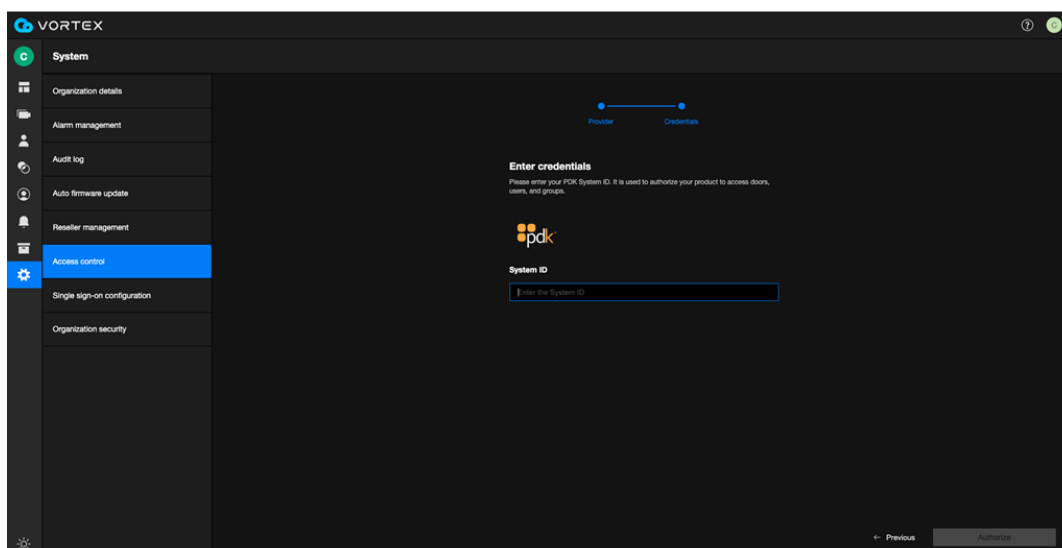 VORTEX
C
C
System
Organization details
Alarm management
Audit log
Auto firmware update
Reseller management
Access control
Single sign-on configuration
Organization security
Provider
Credentials
Enter credentials
Please enter your PDK System ID. It is used to authorize your product to access doors,
users, and groups.
pdk
System ID
Enter the System ID
← Previous
Authorize